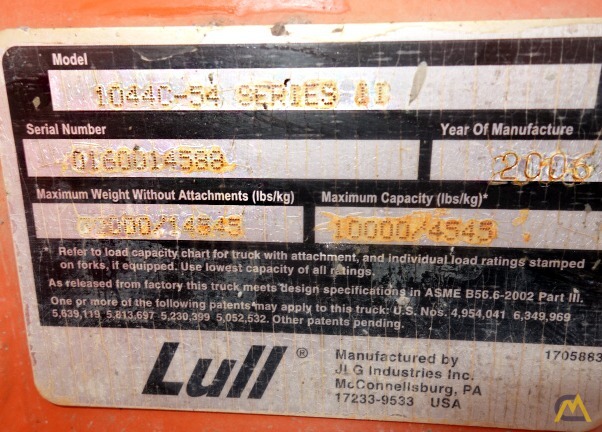 Model
1044C-54 SERIES II
Serial Number
Year Of Manufacture
0160014588
2006
Maximum Weight Without Attachments (lbs/kg)
Maximum Capacity (lbs/kg)*
10000/4545
* Refer to load capacity chart for truck with attachment, and individual load ratings stamped
on forks, if equipped. Use lowest capacity of all ratings.
As released from factory this truck meets design specifications in ASME B56.6-2002 Part III.
One or more of the following patents may apply to this truck: U.S. Nos. 4,954,041 6,349,969
5,639,119 5,813,697 5,230,399 5,052,532. Other patents pending.
Lull ®
Manufactured by
JLG Industries Inc.
McConnellsburg, PA
17233-9533 USA
1705863